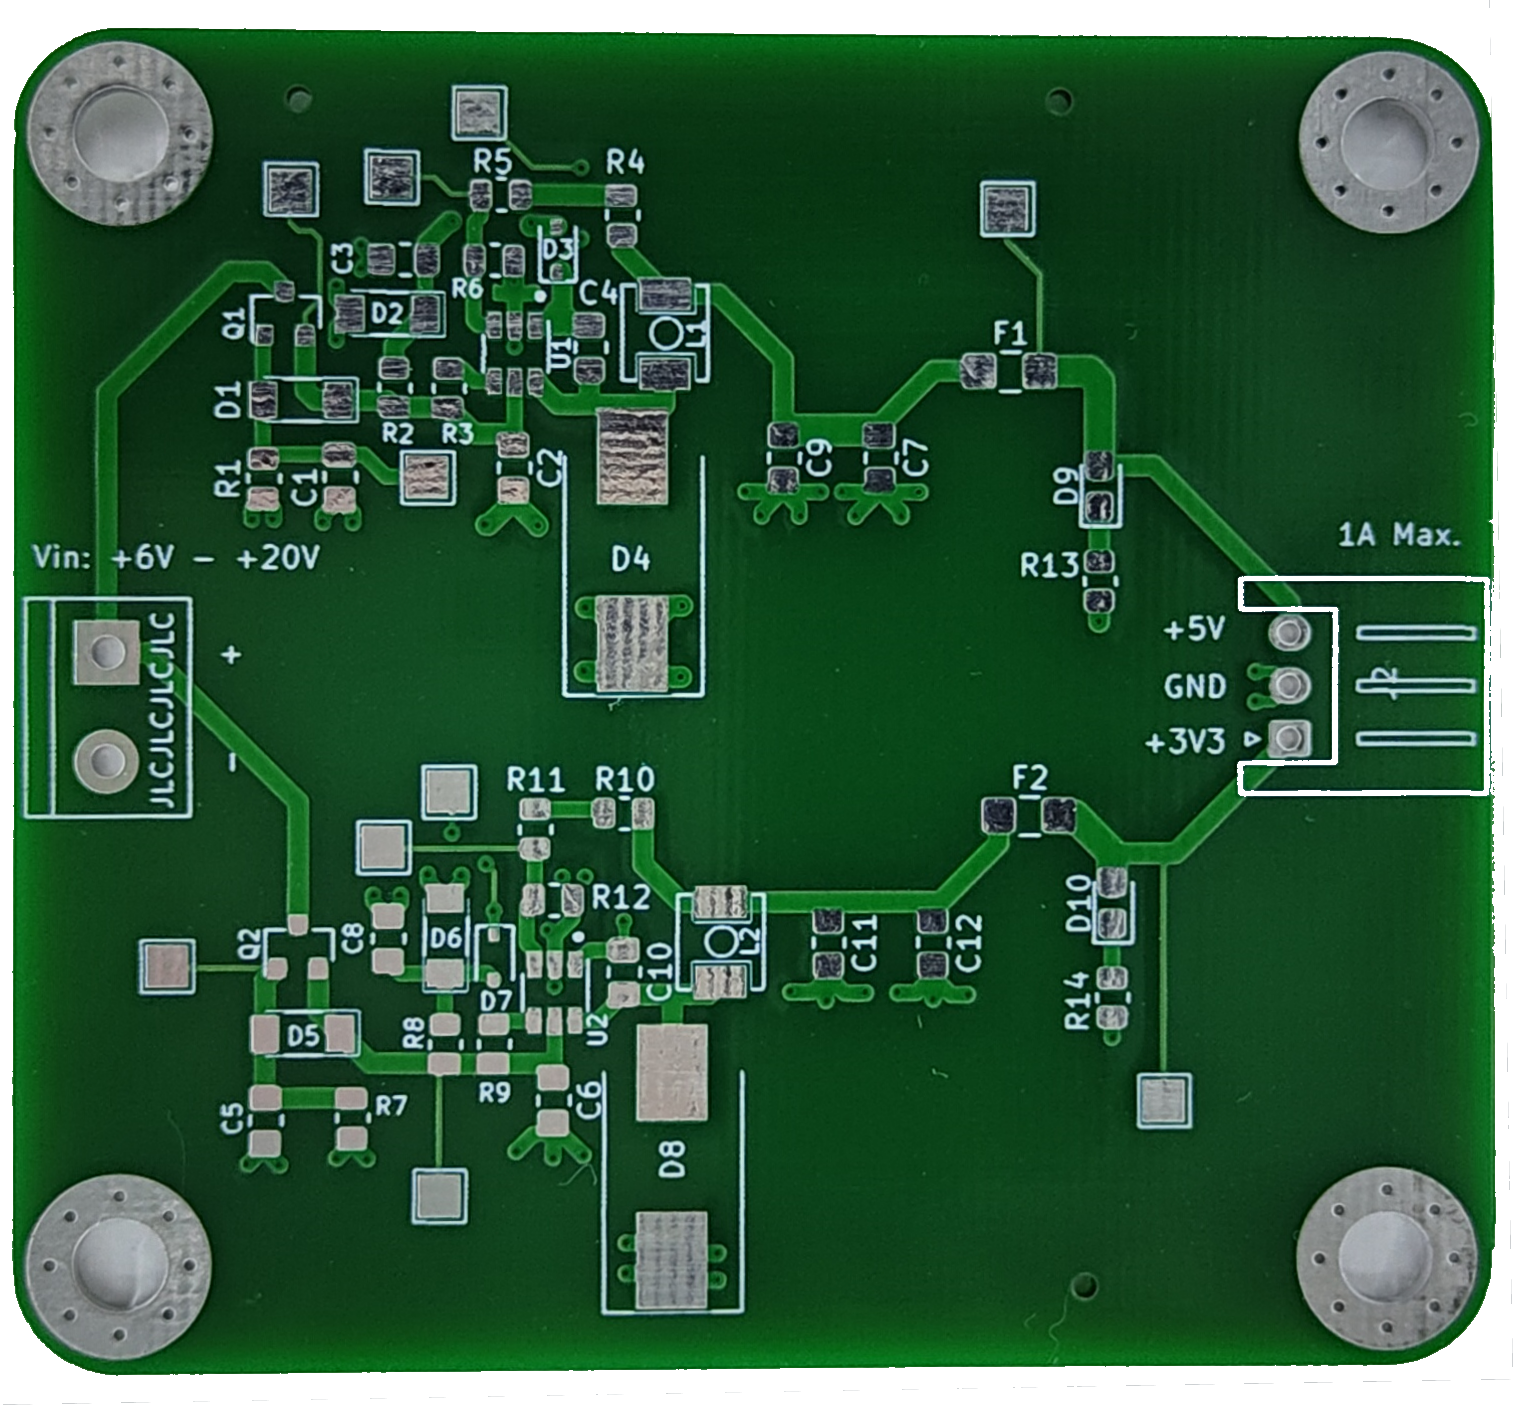 R5
R4
C3
D3
R6
C4
Q1
D2
L1
U1
F1
D1
R2
R3
C9
C7
R1
C1
C2
D9
1A Max.
Vin: +6V - +20V
D4
R13
JLCJLCJLCJLC
+
+5V
GND
J2
-
+3V3
R11
R10
F2
R12
Q2
C8
D6
L2
C11
C12
D10
C10
D7
D5
R8
U2
R14
R9
C6
C5
R7
D8